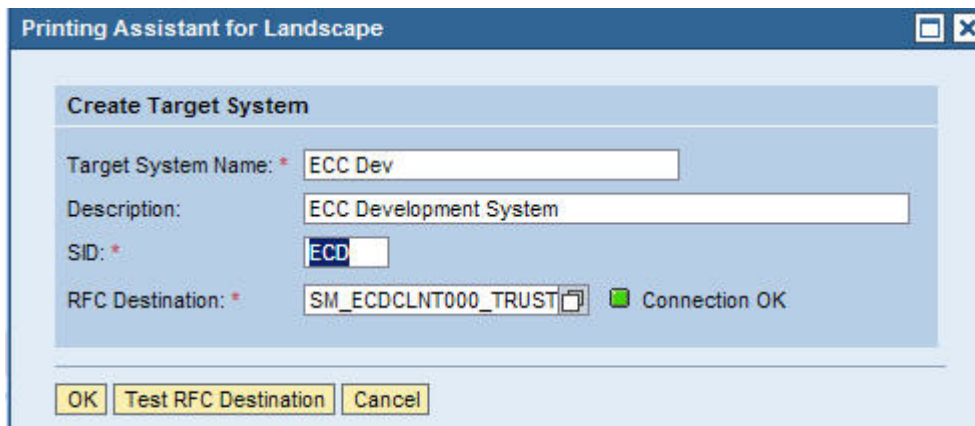 Printing Assistant for Landscape
Create Target System
Target System Name: * ECC Dev
Description: ECC Development System
SID: * ECD
RFC Destination: * SM_ECDCLNT000_TRUST Connection OK
OK Test RFC Destination Cancel